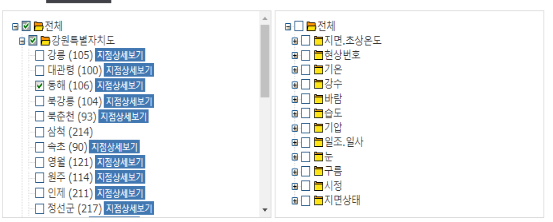 전체
강원특별자치도
강릉 (105) 지점상세보기
대관령 (100) 지점상세보기
동해 (106) 지점상세보기
북강릉 (104) 지점상세보기
북춘천 (93) 지점상세보기
삼척 (214)
속초 (90) 지점상세보기
영월 (121) 지점상세보기
원주 (114) 지점상세보기
인제 (211) 지점상세보기
정선군 (217) 지점상세보기
전체
지면.초상온도
현상번호
기온
강수
바람
습도
기압
일조.일사
눈
구름
시정
지면상태